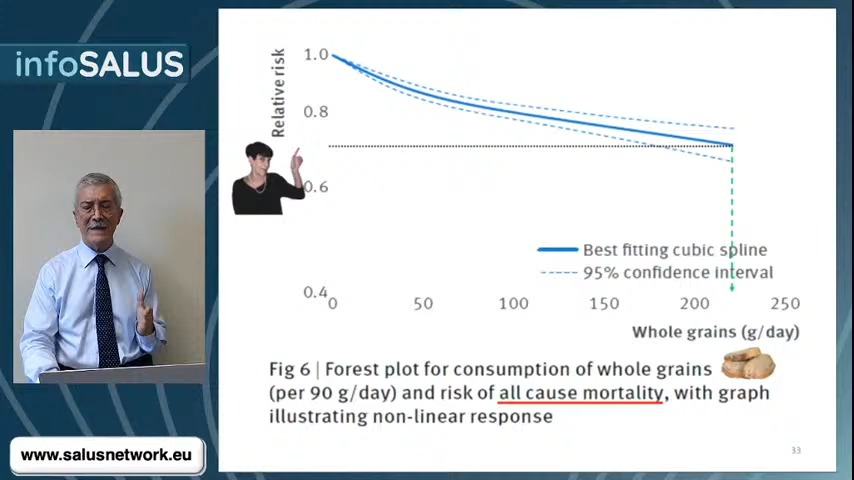 infoSALUS
Relative risk
1.0
0.8
0.6
0.4
0
50
100
150
200
250
Best fitting cubic spline
95% confidence interval
Whole grains (g/day)
Fig 6 | Forest plot for consumption of whole grains
(per 90 g/day) and risk of all cause mortality, with graph
illustrating non-linear response
www.salusnetwork.eu
33